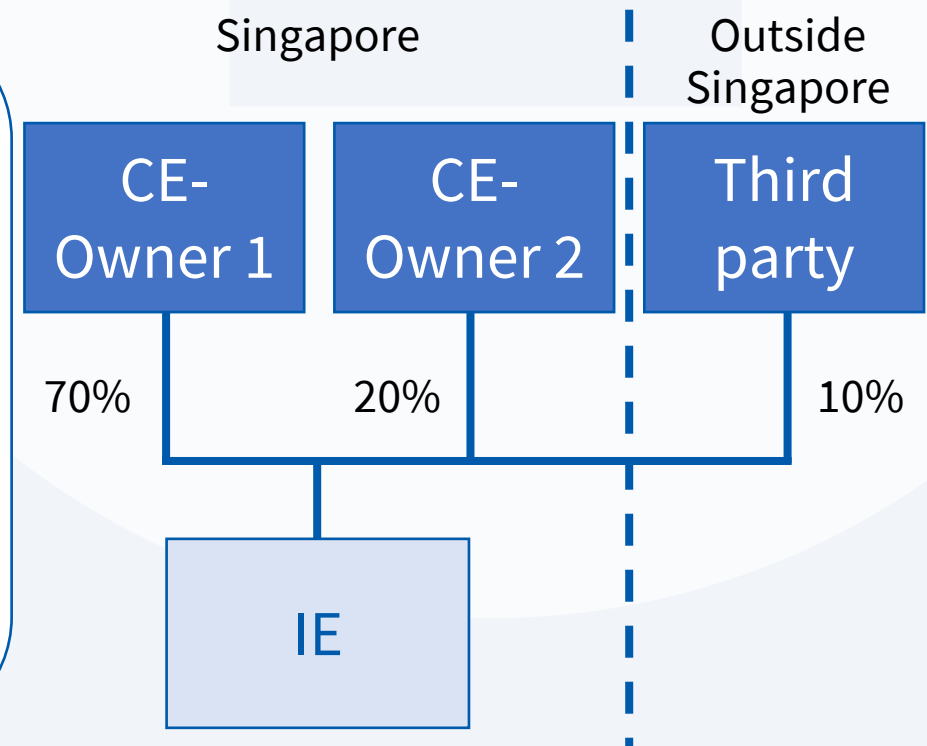 Singapore
Outside
Singapore
CE-
Owner 1
CE-
Owner 2
Third
party
70%
20%
10%
IE